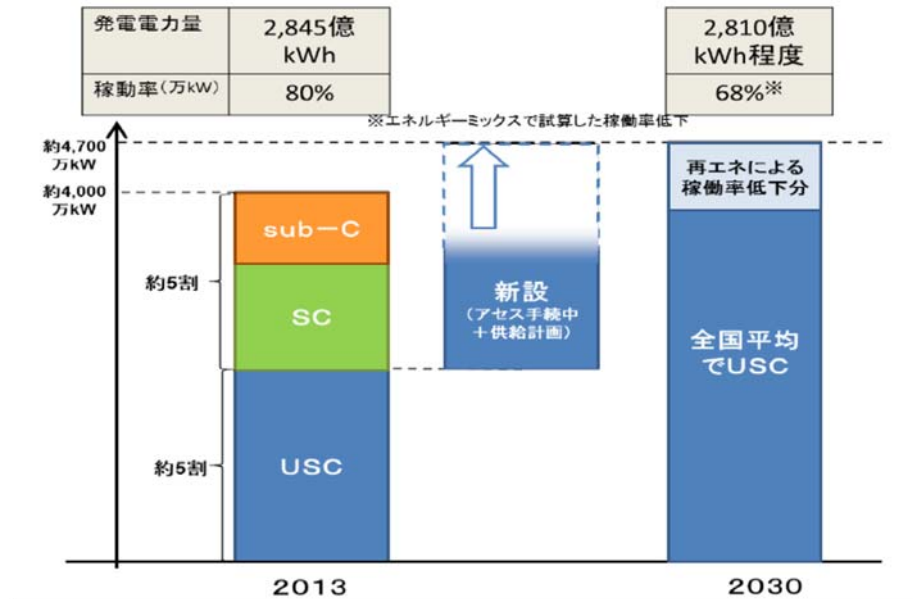 発電電力量
2,845億
kWh
2,810億
kWh程度
稼動率(万kW)
80%
68%※
※エネルギーミックスで試算した稼働率低下
約4,700
万kW
約4,000
万kW
再エネによる
稼働率低下分
sub－C
約5割
SC
新設
(アセス手続中
＋供給計画)
全国平均
でUSC
約5割
USC
2013
2030